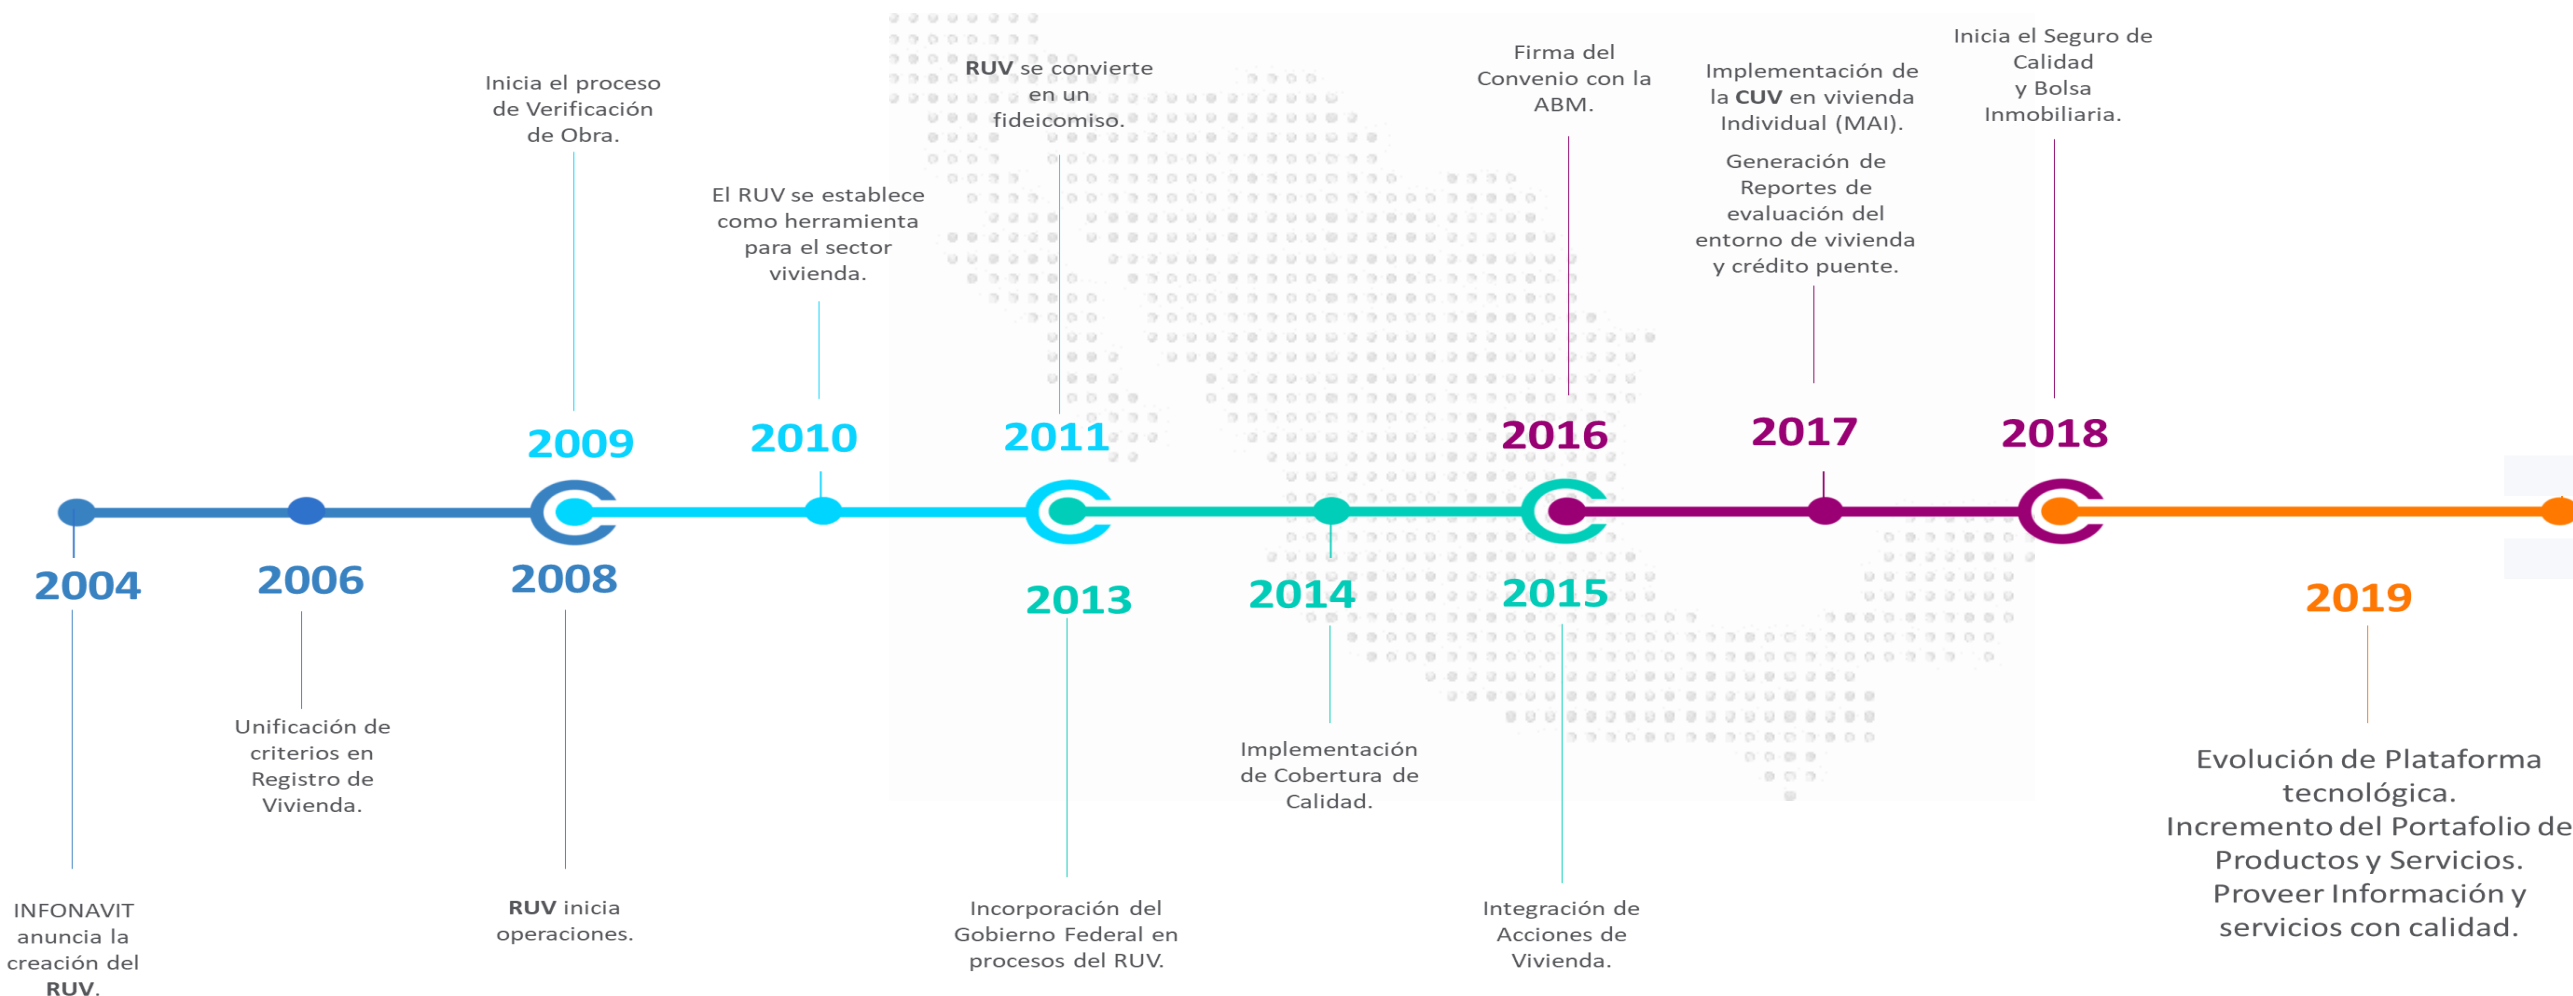 2004
INFONAVIT
anuncia la
creación del
RUV.
2006
Unificación de
criterios en
Registro de
Vivienda.
2008
RUV inicia
operaciones.
Inicia el proceso
de Verificación
de Obra.
2009
El RUV se establece
como herramienta
para el sector
vivienda.
2010
RUV se convierte
en un
fideicomiso.
2011
2013
Incorporación del
Gobierno Federal en
procesos del RUV.
2014
Implementación
de Cobertura de
Calidad.
2015
Integración de
Acciones de
Vivienda.
Firma del
Convenio con la
ABM.
2016
Implementación de
la CUV en vivienda
Individual (MAI).
Generación de
Reportes de
evaluación del
entorno de vivienda
y crédito puente.
2017
Inicia el Seguro de
Calidad
y Bolsa
Inmobiliaria.
2018
2019
Evolución de Plataforma
tecnológica.
Incremento del Portafolio de
Productos y Servicios.
Proveer Información y
servicios con calidad.